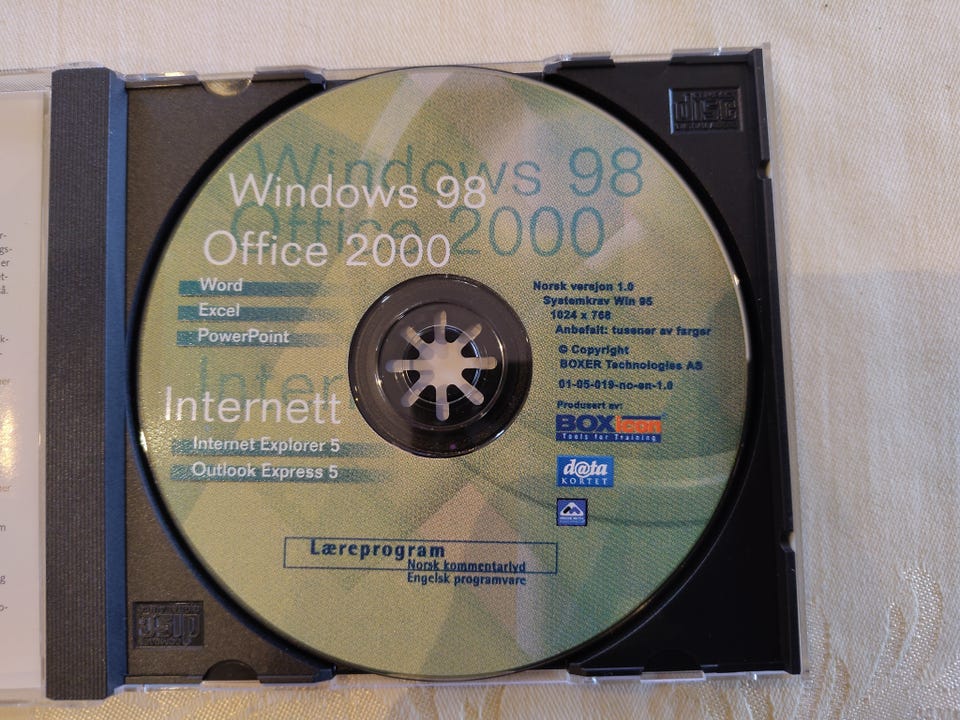 Windows 98
Office 2000
Windows 98
Office 2000
Word
Excel
PowerPoint
Internett
Internet Explorer 5
Outlook Express 5
Norsk versjon 1.0
Systemkrav Win 95
1024 x 768
Anbefalt: tusener av farger
© Copyright
BOXER Technologies AS
01-05-019-no-en-1.0
Produsert av:
BOXicon
Tools for Training
d@ta
KORTET
Læreprogram
Norsk kommentarlyd
Engelsk programvare
disc
disc